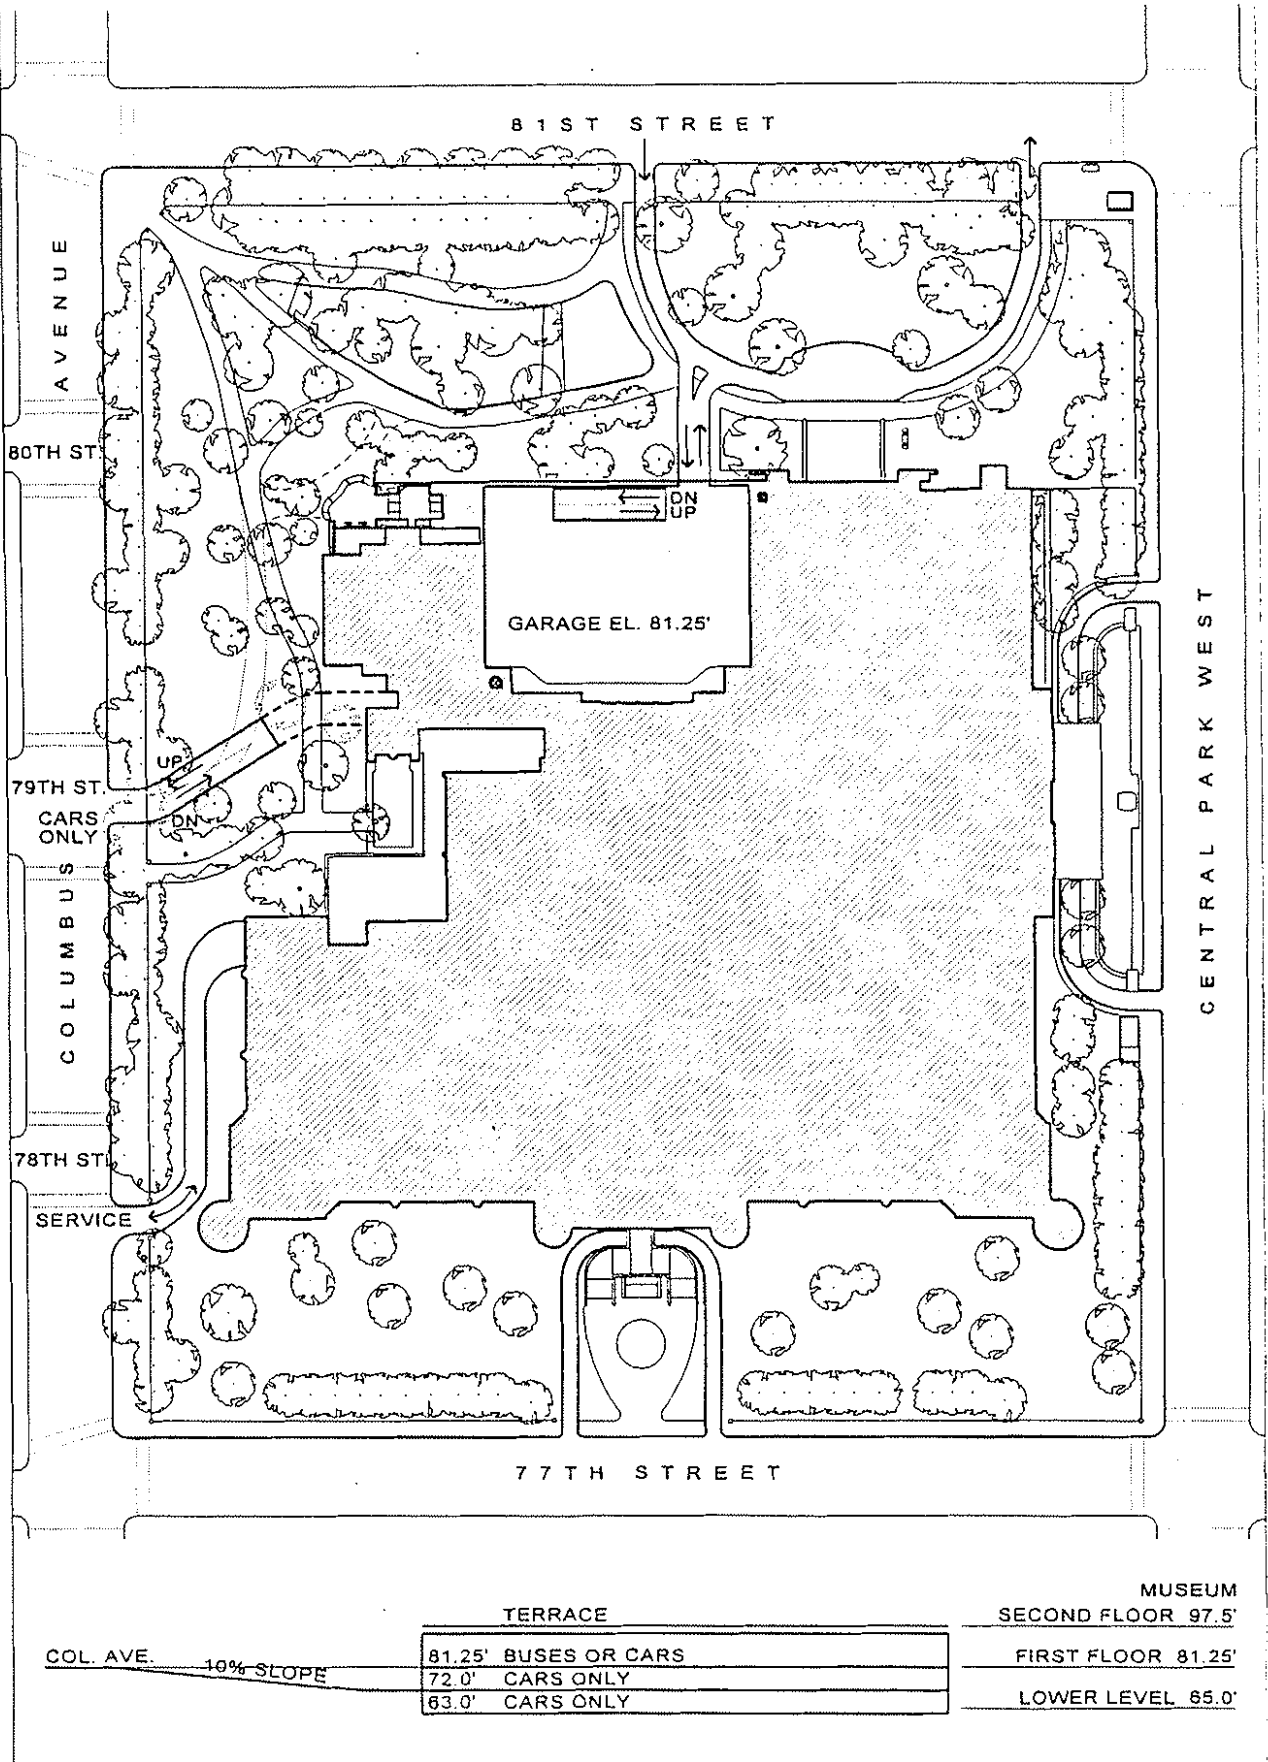 81ST STREET
AVENUE
80TH ST.
DN
UP
GARAGE EL. 81.25'
CENTRAL PARK WEST
UP
79TH ST.
CARS
ONLY
DN
COLUMBUS
78TH ST.
SERVICE
77TH STREET
MUSEUM
TERRACE
SECOND FLOOR 97.5'
COL. AVE.
10% SLOPE
81.25' BUSES OR CARS
FIRST FLOOR 81.25'
72.0' CARS ONLY
63.0' CARS ONLY
LOWER LEVEL 65.0'